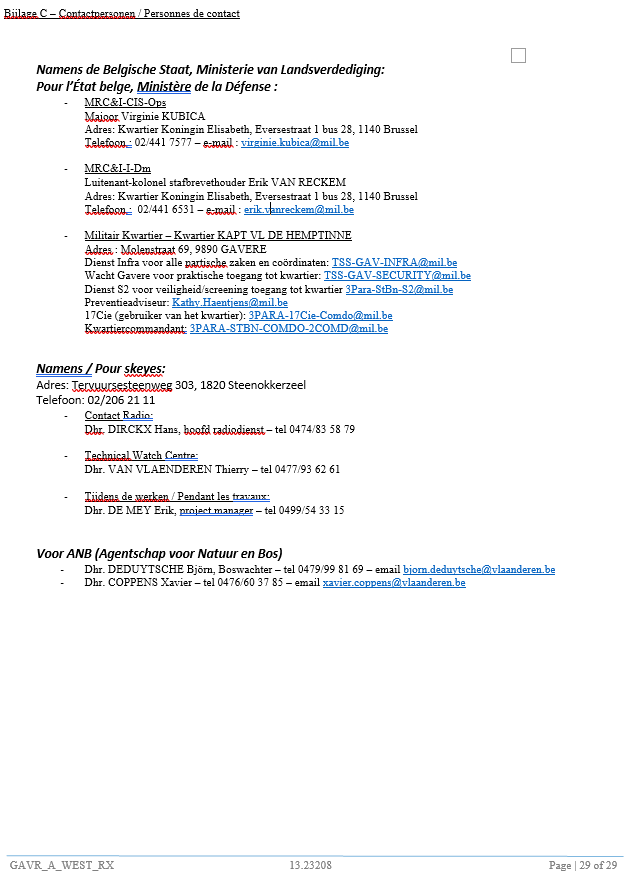 Bijlage C – Contactpersonen / Personnes de contact
Namens de Belgische Staat, Ministerie van Landsverdediging:
Pour l'État belge, Ministère de la Défense :
- MRC&I-CIS-Ops
Majoor Virginie KUBICA
Adres: Kwartier Koningin Elisabeth, Eversestraat 1 bus 28, 1140 Brussel
Telefoon : 02/441 7577 – e-mail : virginie.kubica@mil.be
- MRC&I-I-Dm
Luitenant-kolonel stafbrevethouder Erik VAN RECKEM
Adres: Kwartier Koningin Elisabeth, Eversestraat 1 bus 28, 1140 Brussel
Telefoon : 02/441 6531 – e-mail : erik.vanreckem@mil.be
- Militair Kwartier – Kwartier KAPT VL DE HEMPTINNE
Adres : Molenstraat 69, 9890 GAVERE
Dienst Infra voor alle partische zaken en coördinaten: TSS-GAV-INFRA@mil.be
Wacht Gavere voor praktische toegang tot kwartier: TSS-GAV-SECURITY@mil.be
Dienst S2 voor veiligheid/screening toegang tot kwartier 3Para-StBn-S2@mil.be
Preventieadviseur: Kathy.Haentjens@mil.be
17Cie (gebruiker van het kwartier): 3PARA-17Cie-Comdo@mil.be
Kwartiercommandant: 3PARA-STBN-COMDO-2COMD@mil.be
Namens / Pour skeyes:
Adres: Tervuursesteenweg 303, 1820 Steenokkerzeel
Telefoon: 02/206 21 11
- Contact Radio:
Dhr. DIRCKX Hans, hoofd radiodienst – tel 0474/83 58 79
- Technical Watch Centre:
Dhr. VAN VLAENDEREN Thierry – tel 0477/93 62 61
- Tijdens de werken / Pendant les travaux:
Dhr. DE MEY Erik, project manager – tel 0499/54 33 15
Voor ANB (Agentschap voor Natuur en Bos)
- Dhr. DEDUYTSCHE Björn, Boswachter – tel 0479/99 81 69 – email bjorn.deduytsche@vlaanderen.be
- Dhr. COPPENS Xavier – tel 0476/60 37 85 – email xavier.coppens@vlaanderen.be
GAVR_A_WEST_RX 13.23208 Page | 29 of 29